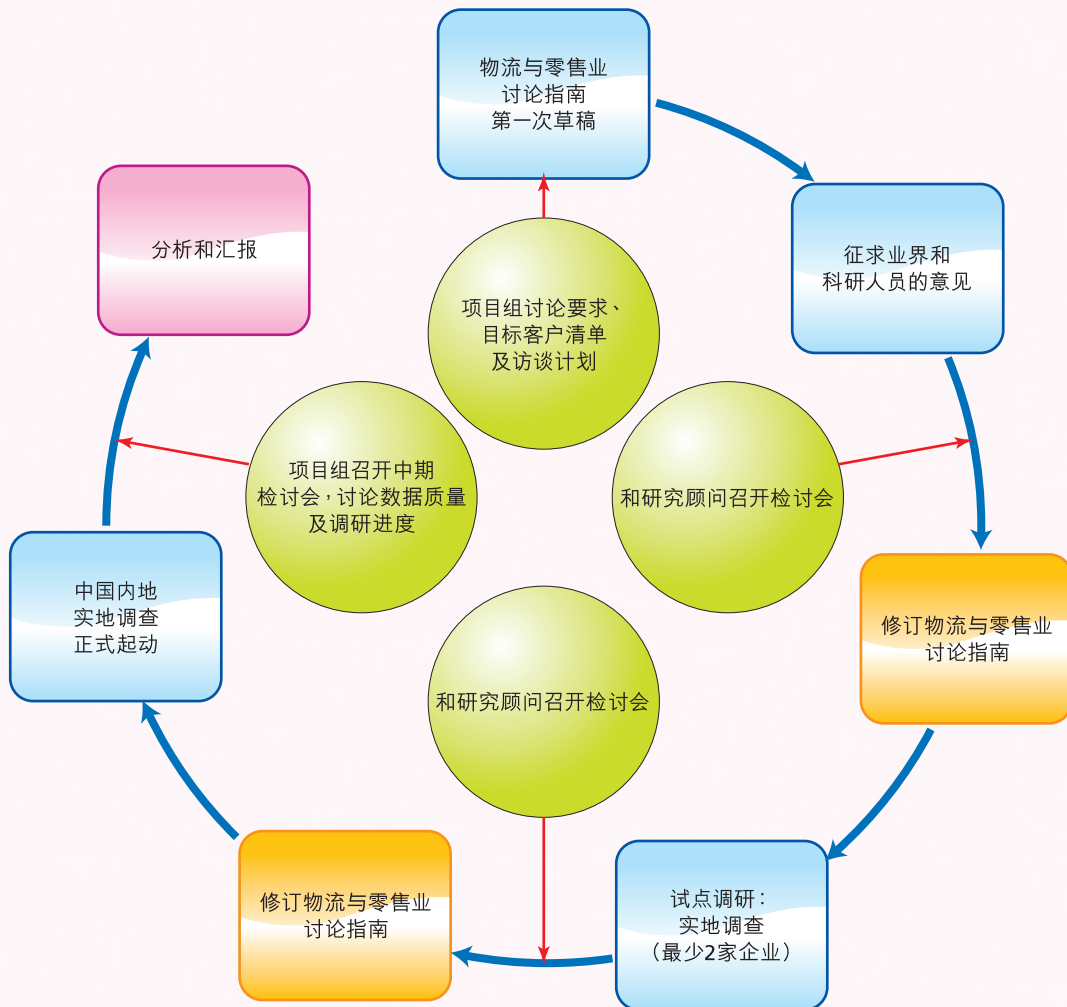 物流与零售业
讨论指南
第一次草稿
征求业界和
科研人员的意见
修订物流与零售业
讨论指南
试点调研：
实地调查
（最少2家企业）
修订物流与零售业
讨论指南
中国内地
实地调查
正式起动
分析和汇报
项目组讨论要求、
目标客户清单
及访谈计划
和研究顾问召开检讨会
和研究顾问召开检讨会
项目组召开中期
检讨会，讨论数据质量
及调研进度